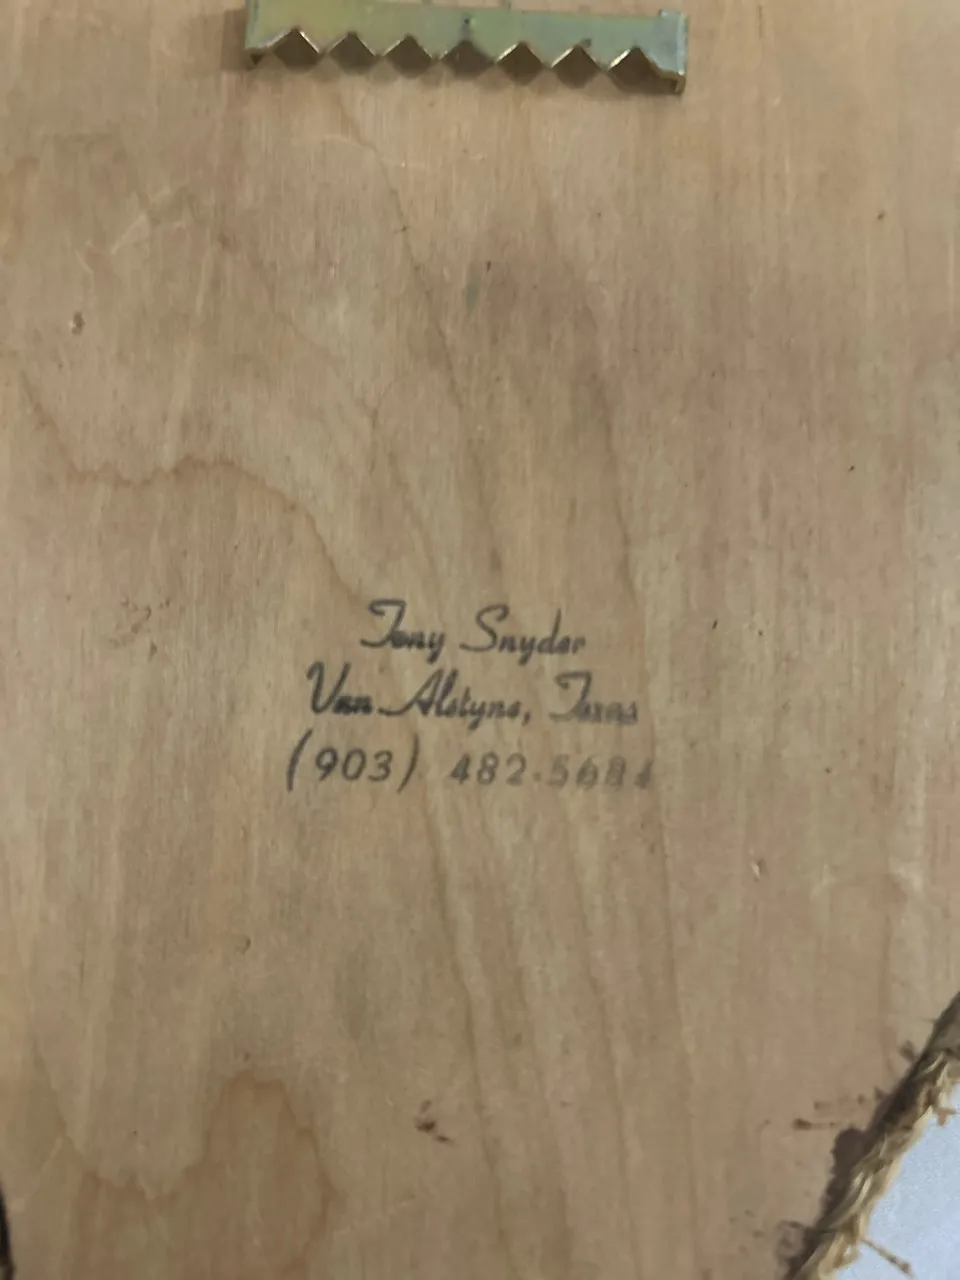 Tony Snyder
Van Alstyne, Texas
(903) 482-5684